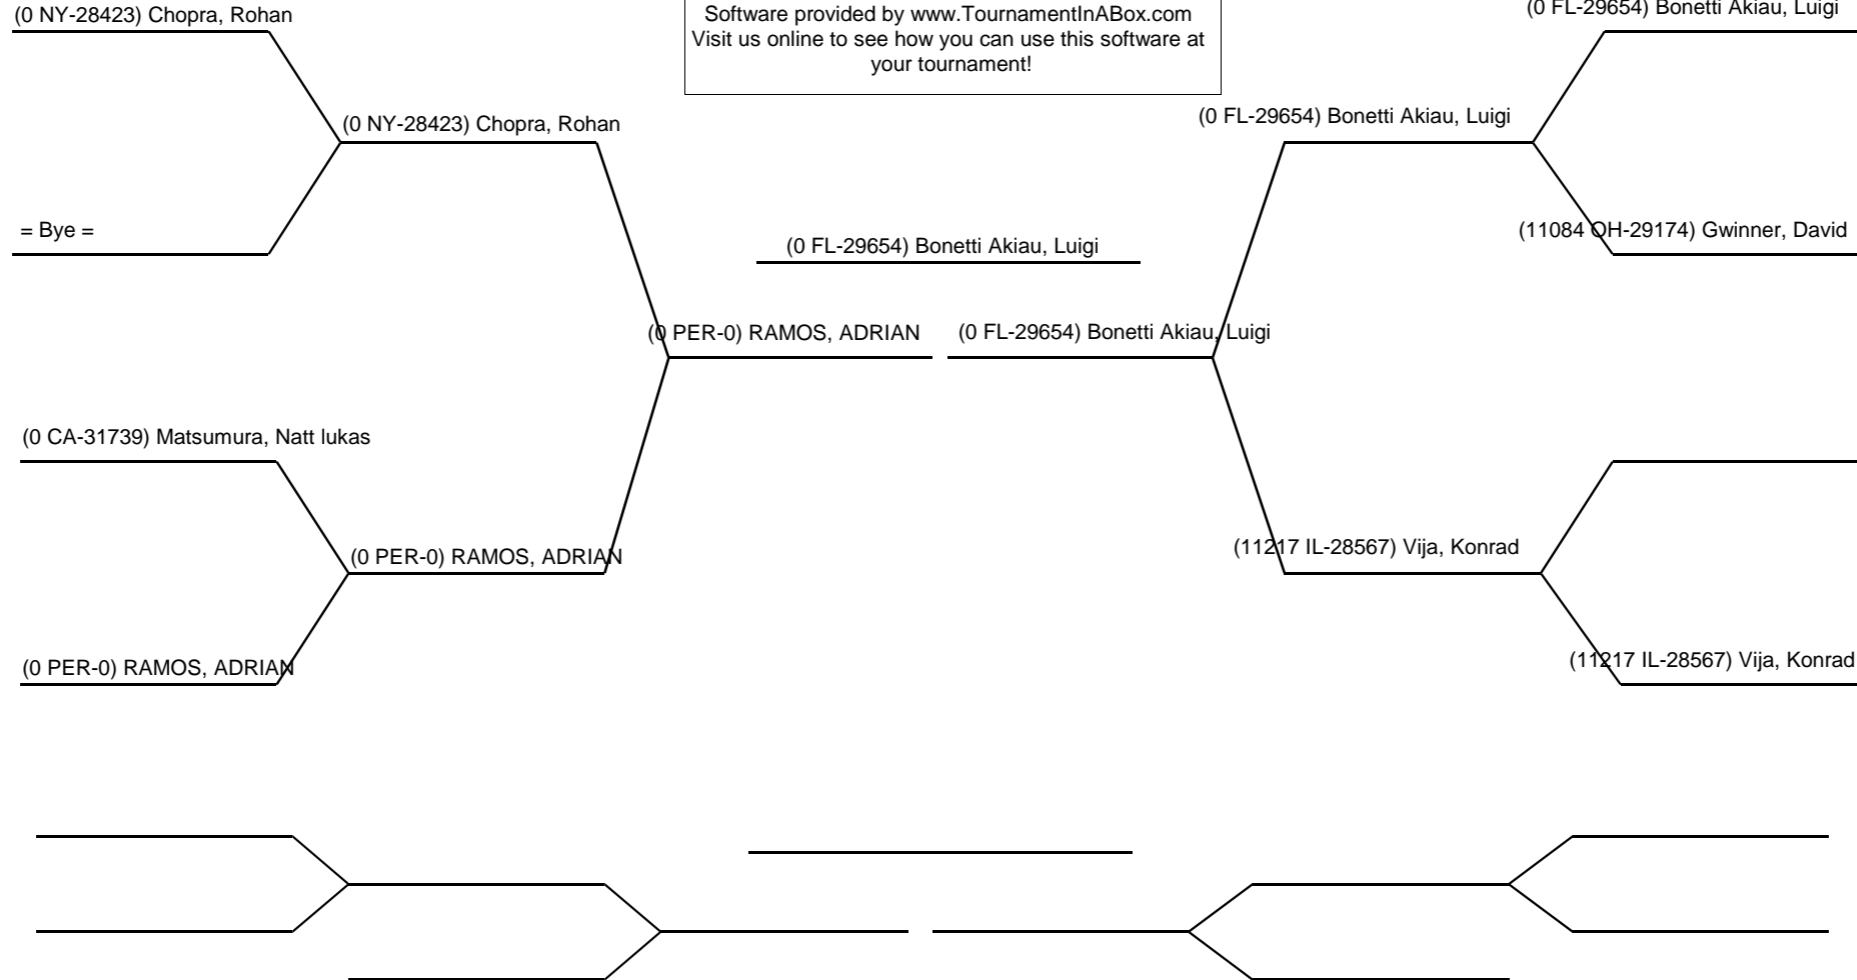 (0 NY-28423) Chopra, Rohan
Software provided by www.TournamentInABox.com
Visit us online to see how you can use this software at
your tournament!
(0 FL-29654) Bonetti Akiau, Luigi
(0 NY-28423) Chopra, Rohan
(0 FL-29654) Bonetti Akiau, Luigi
= Bye =
(0 FL-29654) Bonetti Akiau, Luigi
(11084 OH-29174) Gwinner, David
(0 PER-0) RAMOS, ADRIAN
(0 FL-29654) Bonetti Akiau, Luigi
(0 CA-31739) Matsumura, Natt lukas
(0 PER-0) RAMOS, ADRIAN
(11217 IL-28567) Vija, Konrad
(0 PER-0) RAMOS, ADRIAN
(11217 IL-28567) Vija, Konrad